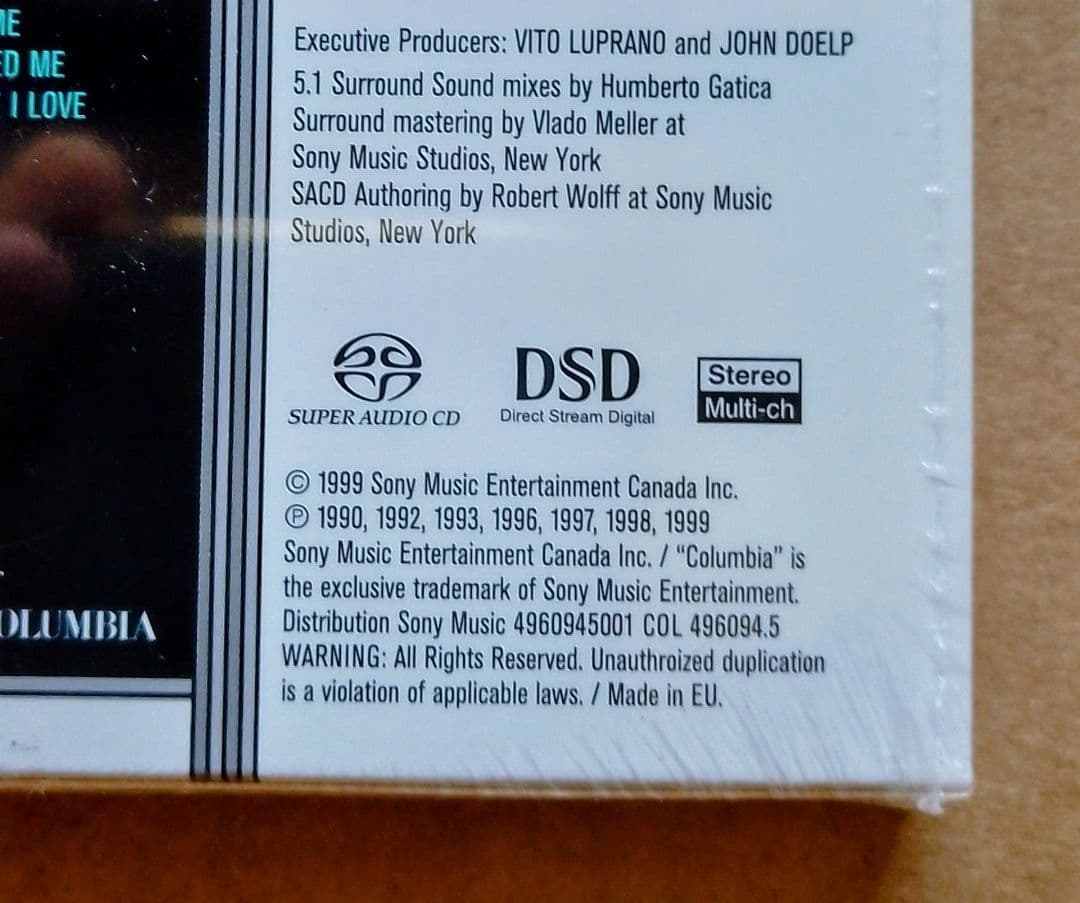 ME
ED ME
I LOVE
COLUMBIA
Executive Producers: VITO LUPRANO and JOHN DOELP
5.1 Surround Sound mixes by Humberto Gatica
Surround mastering by Vlado Meller at
Sony Music Studios, New York
SACD Authoring by Robert Wolff at Sony Music
Studios, New York
SUPER AUDIO CD
DSD
Direct Stream Digital
Stereo
Multi-ch
© 1999 Sony Music Entertainment Canada Inc.
℗ 1990, 1992, 1993, 1996, 1997, 1998, 1999
Sony Music Entertainment Canada Inc. / “Columbia” is
the exclusive trademark of Sony Music Entertainment.
Distribution Sony Music 4960945001 COL 496094.5
WARNING: All Rights Reserved. Unauthroized duplication
is a violation of applicable laws. / Made in EU.